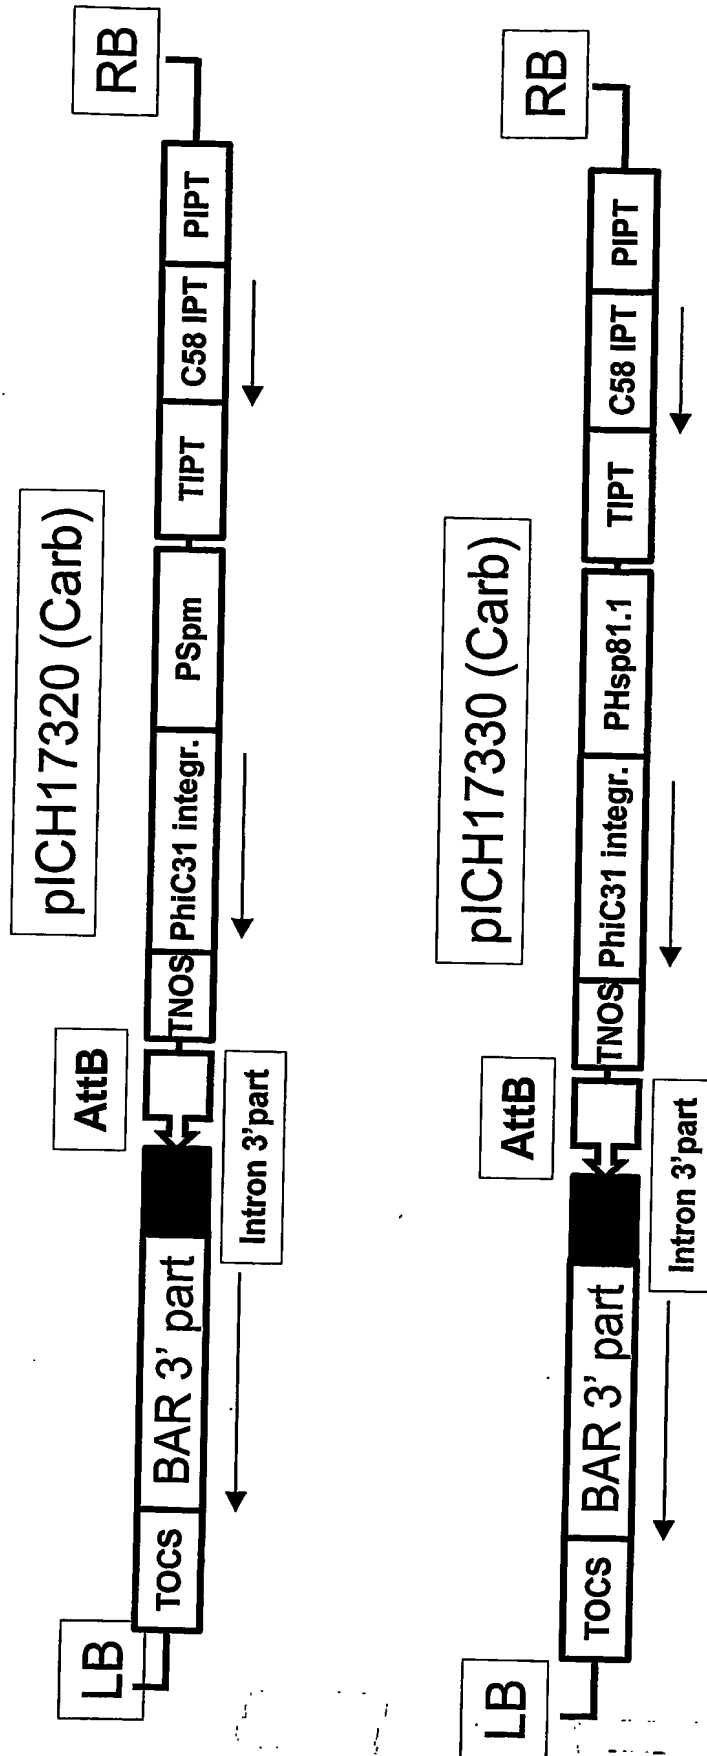 pICH17320 (Carb)
LB
TOCS
BAR 3' part
Intron 3'part
AttB
TNOS
PhiC31 integr.
PSpm
TIPT
C58 IPT
PIPT
RB
pICH17330 (Carb)
LB
TOCS
BAR 3' part
Intron 3'part
AttB
TNOS
PhiC31 integr.
PHsp81.1
TIPT
C58 IPT
PIPT
RB